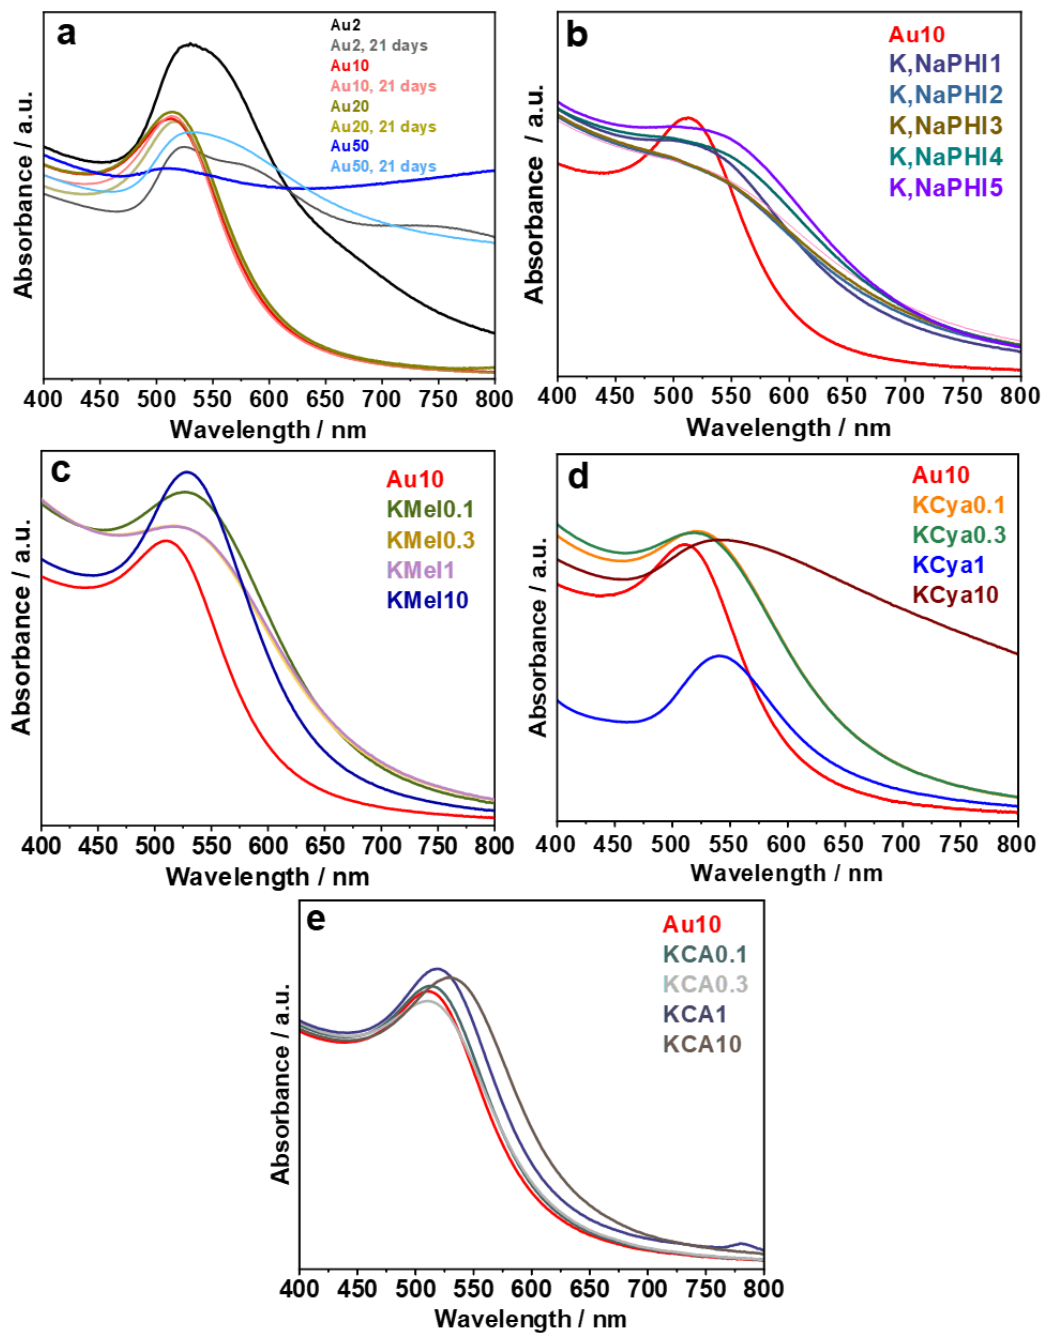 a
Au2
Au2, 21 days
Au10
Au10, 21 days
Au20
Au20, 21 days
Au50
Au50, 21 days
Absorbance / a.u.
400 450 500 550 600 650 700 750 800
Wavelength / nm
b
Au10
K,NaPHI1
K,NaPHI2
K,NaPHI3
K,NaPHI4
K,NaPHI5
Absorbance / a.u.
400 450 500 550 600 650 700 750 800
Wavelength / nm
c
Au10
KMel0.1
KMel0.3
KMel1
KMel10
Absorbance / a.u.
400 450 500 550 600 650 700 750 800
Wavelength / nm
d
Au10
KCya0.1
KCya0.3
KCya1
KCya10
Absorbance / a.u.
400 450 500 550 600 650 700 750 800
Wavelength / nm
e
Au10
KCA0.1
KCA0.3
KCA1
KCA10
Absorbance / a.u.
400 450 500 550 600 650 700 750 800
Wavelength / nm